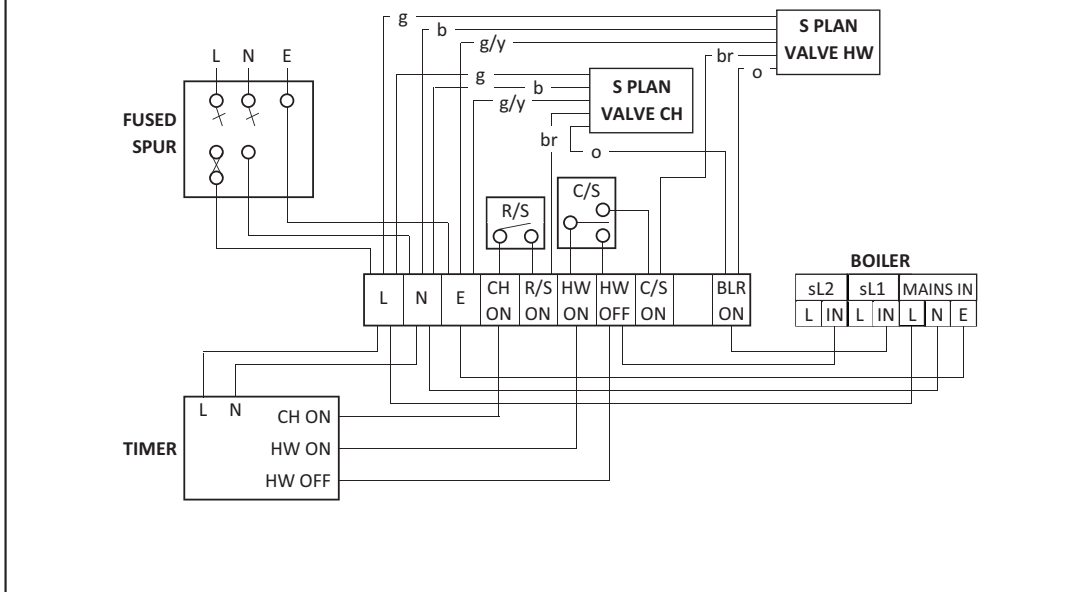 g
b
g/y
br
o
S PLAN
VALVE HW
g
b
g/y
br
o
S PLAN
VALVE CH
L N E
FUSED
SPUR
R/S
C/S
L
N
E
CH
ON
R/S
ON
HW
ON
HW
OFF
C/S
ON
BLR
ON
BOILER
sL2 sL1 MAINS IN
L IN L IN L N E
TIMER
L N
CH ON
HW ON
HW OFF